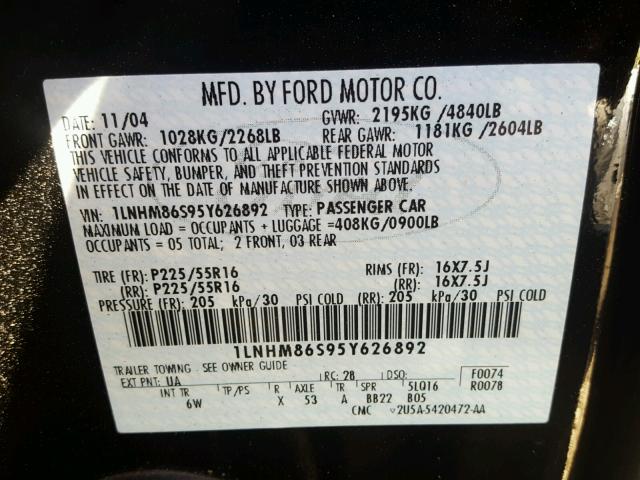 MFD. BY FORD MOTOR CO.
DATE: 11/04 GVWR: 2195KG /4840LB
FRONT GAWR: 1028KG/2268LB REAR GAWR: 1181KG /2604LB
THIS VEHICLE CONFORMS TO ALL APPLICABLE FEDERAL MOTOR
VEHICLE SAFETY, BUMPER, AND THEFT PREVENTION STANDARDS
IN EFFECT ON THE DATE OF MANUFACTURE SHOWN ABOVE.
VIN: 1LNHM86S95Y626892 TYPE: PASSENGER CAR
MAXIMUM LOAD = OCCUPANTS + LUGGAGE =408KG/0900LB
OCCUPANTS = 05 TOTAL; 2 FRONT, 03 REAR
TIRE (FR): P225/55R16 RIMS (FR): 16X7.5J
(RR): P225/55R16 (RR): 16X7.5J
PRESSURE (FR): 205 kPa/30 PSI COLD (RR): 205 kPa/30 PSI COLD
1LNHM86S95Y626892
TRAILER TOWING - SEE OWNER GUIDE
EXT PNT: UA RC: 28 DSO: F0074
INT TR TP/PS R AXLE TR SPR 5LQ16 R0078
6W X 53 A BB22 B05
CMC 2U5A-5420472-AA